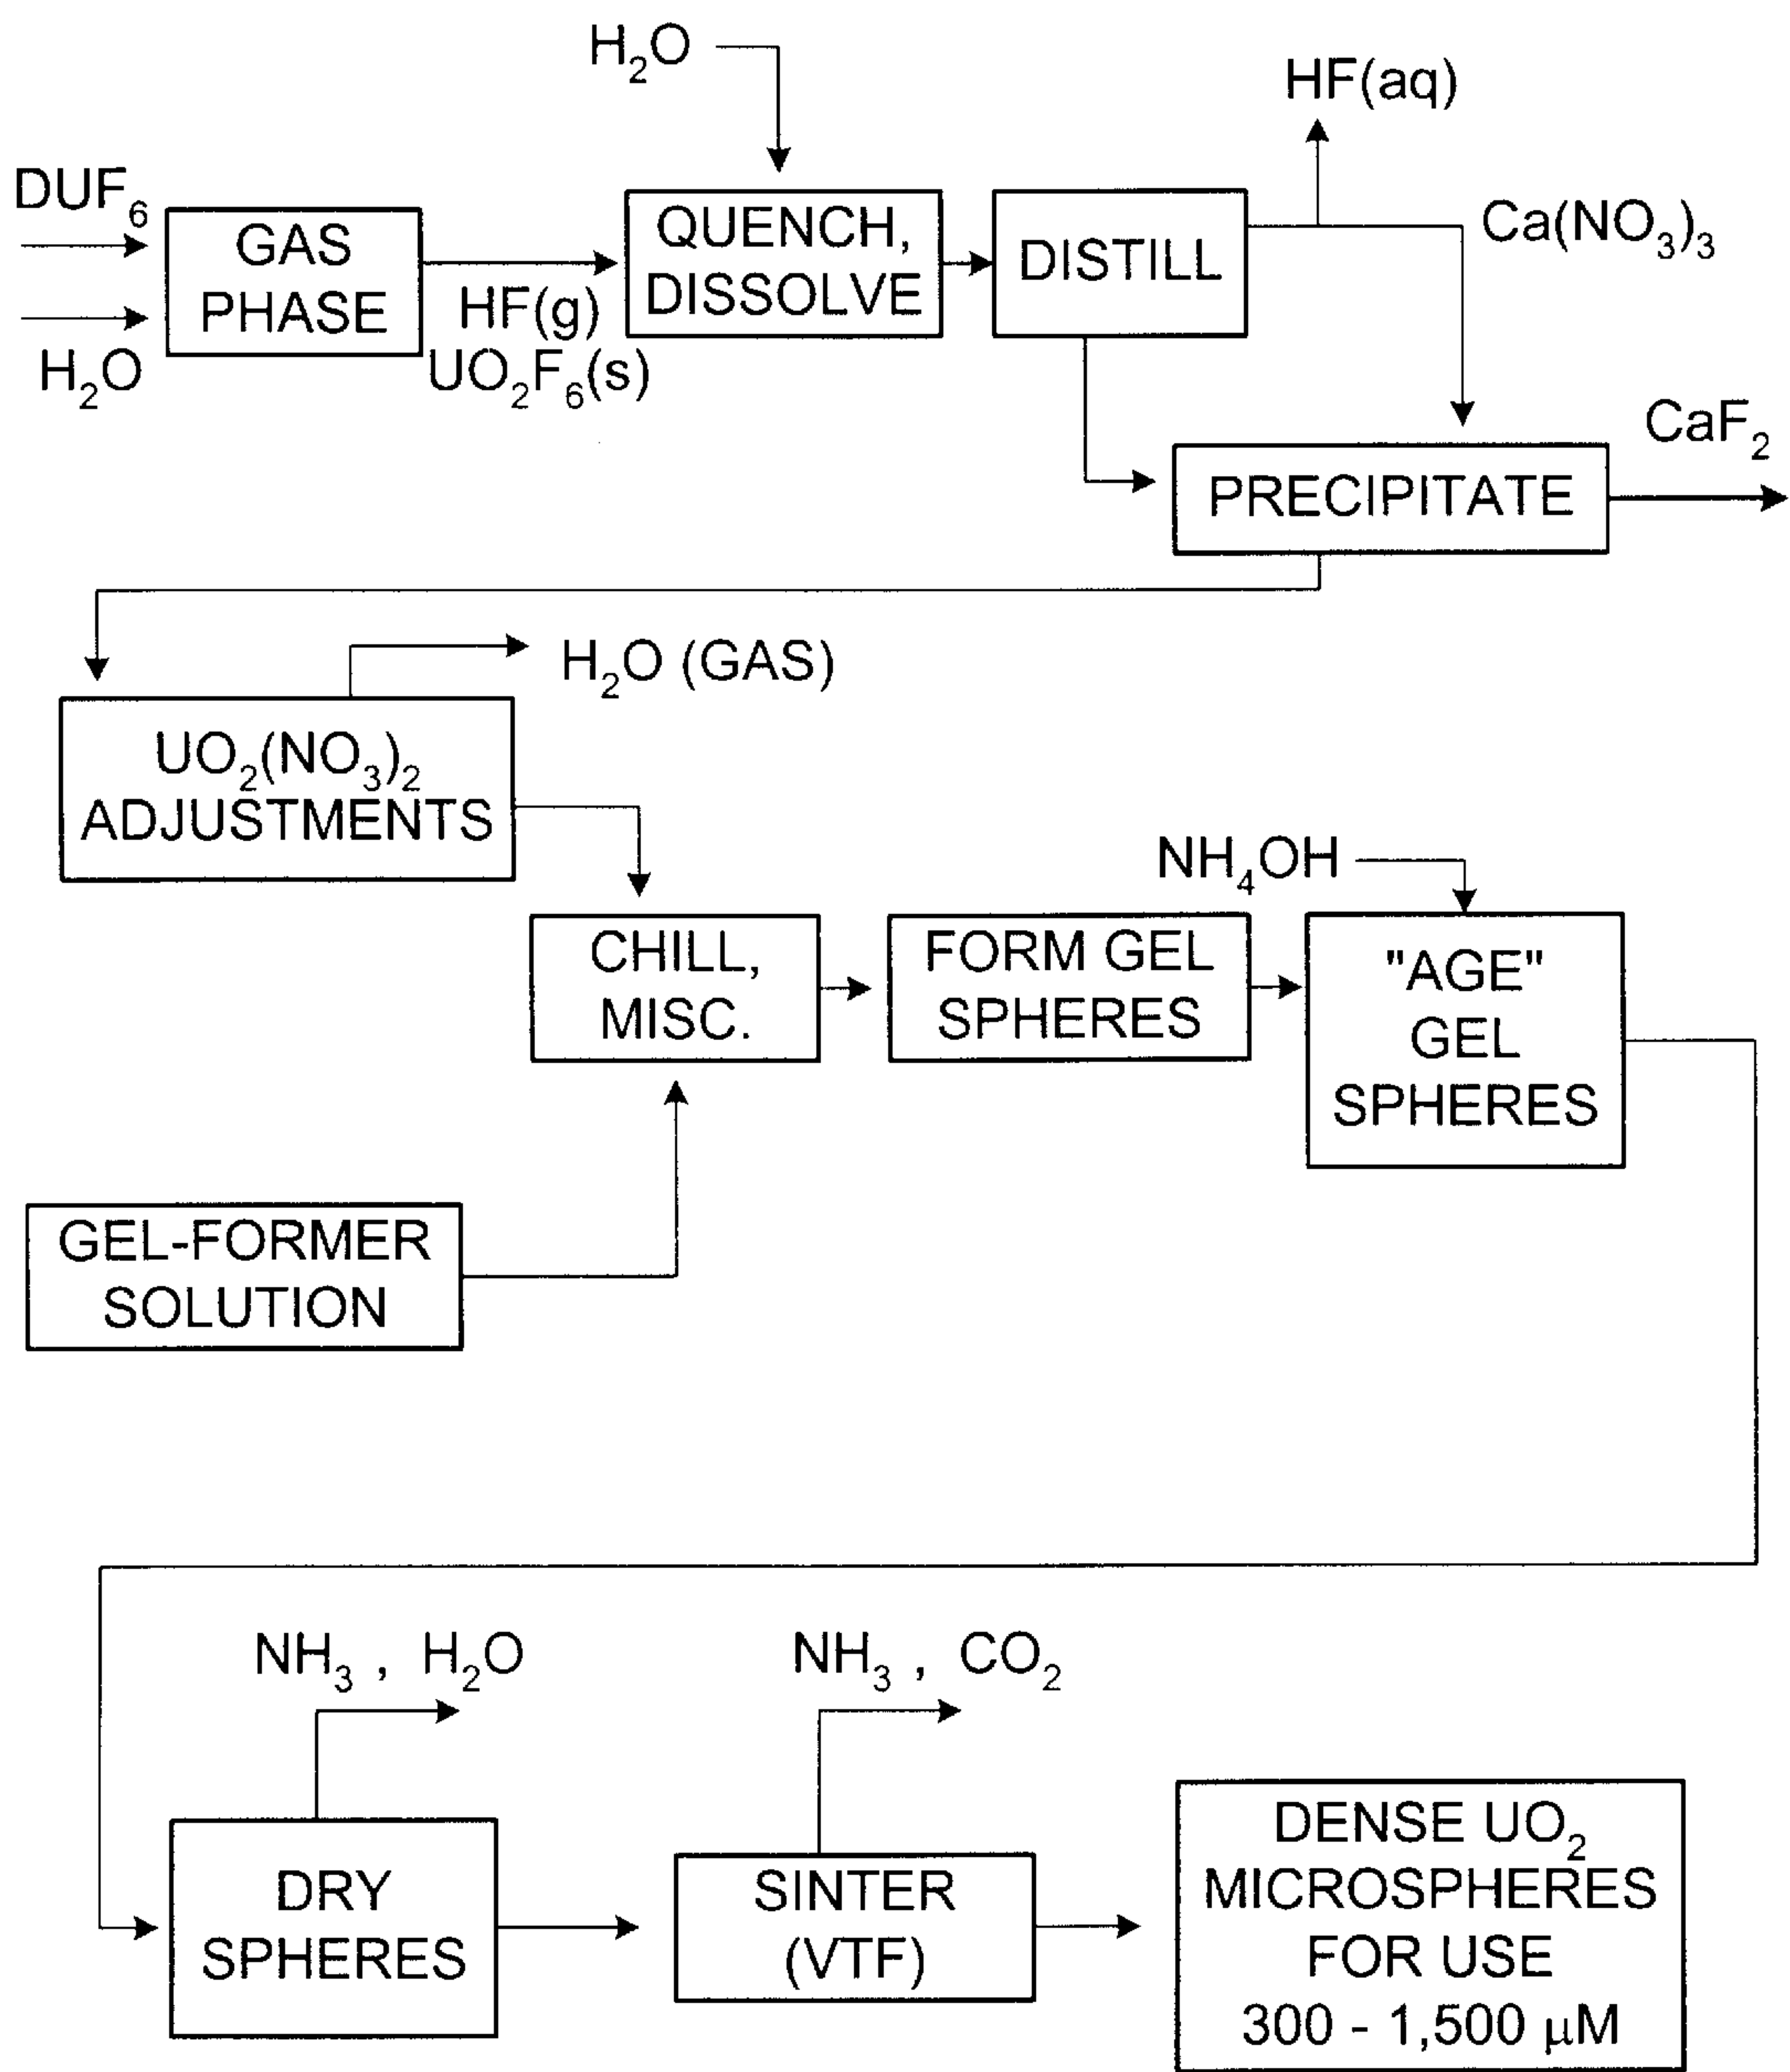 H₂O
HF(aq)
DUF₆
GAS
PHASE
H₂O
HF(g)
UO₂F₆(s)
QUENCH,
DISSOLVE
DISTILL
Ca(NO₃)₃
PRECIPITATE
CaF₂
H₂O (GAS)
UO₂(NO₃)₂
ADJUSTMENTS
CHILL,
MISC.
FORM GEL
SPHERES
NH₄OH
"AGE"
GEL
SPHERES
GEL-FORMER
SOLUTION
NH₃ , H₂O
NH₃ , CO₂
DRY
SPHERES
SINTER
(VTF)
DENSE UO₂
MICROSPHERES
FOR USE
300 - 1,500 μM